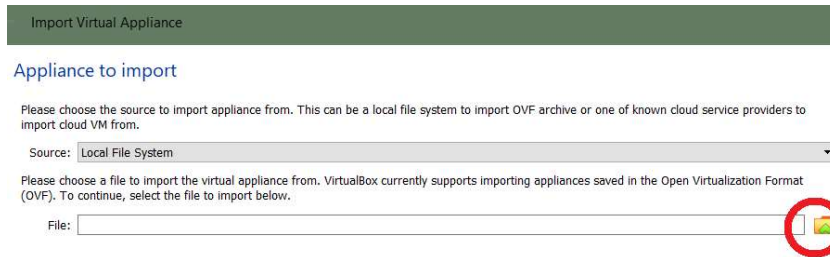 Import Virtual Appliance
Appliance to import
Please choose the source to import appliance from. This can be a local file system to import OVF archive or one of known cloud service providers to
import cloud VM from.
Source: Local File System
Please choose a file to import the virtual appliance from. VirtualBox currently supports importing appliances saved in the Open Virtualization Format
(OVF). To continue, select the file to import below.
File: